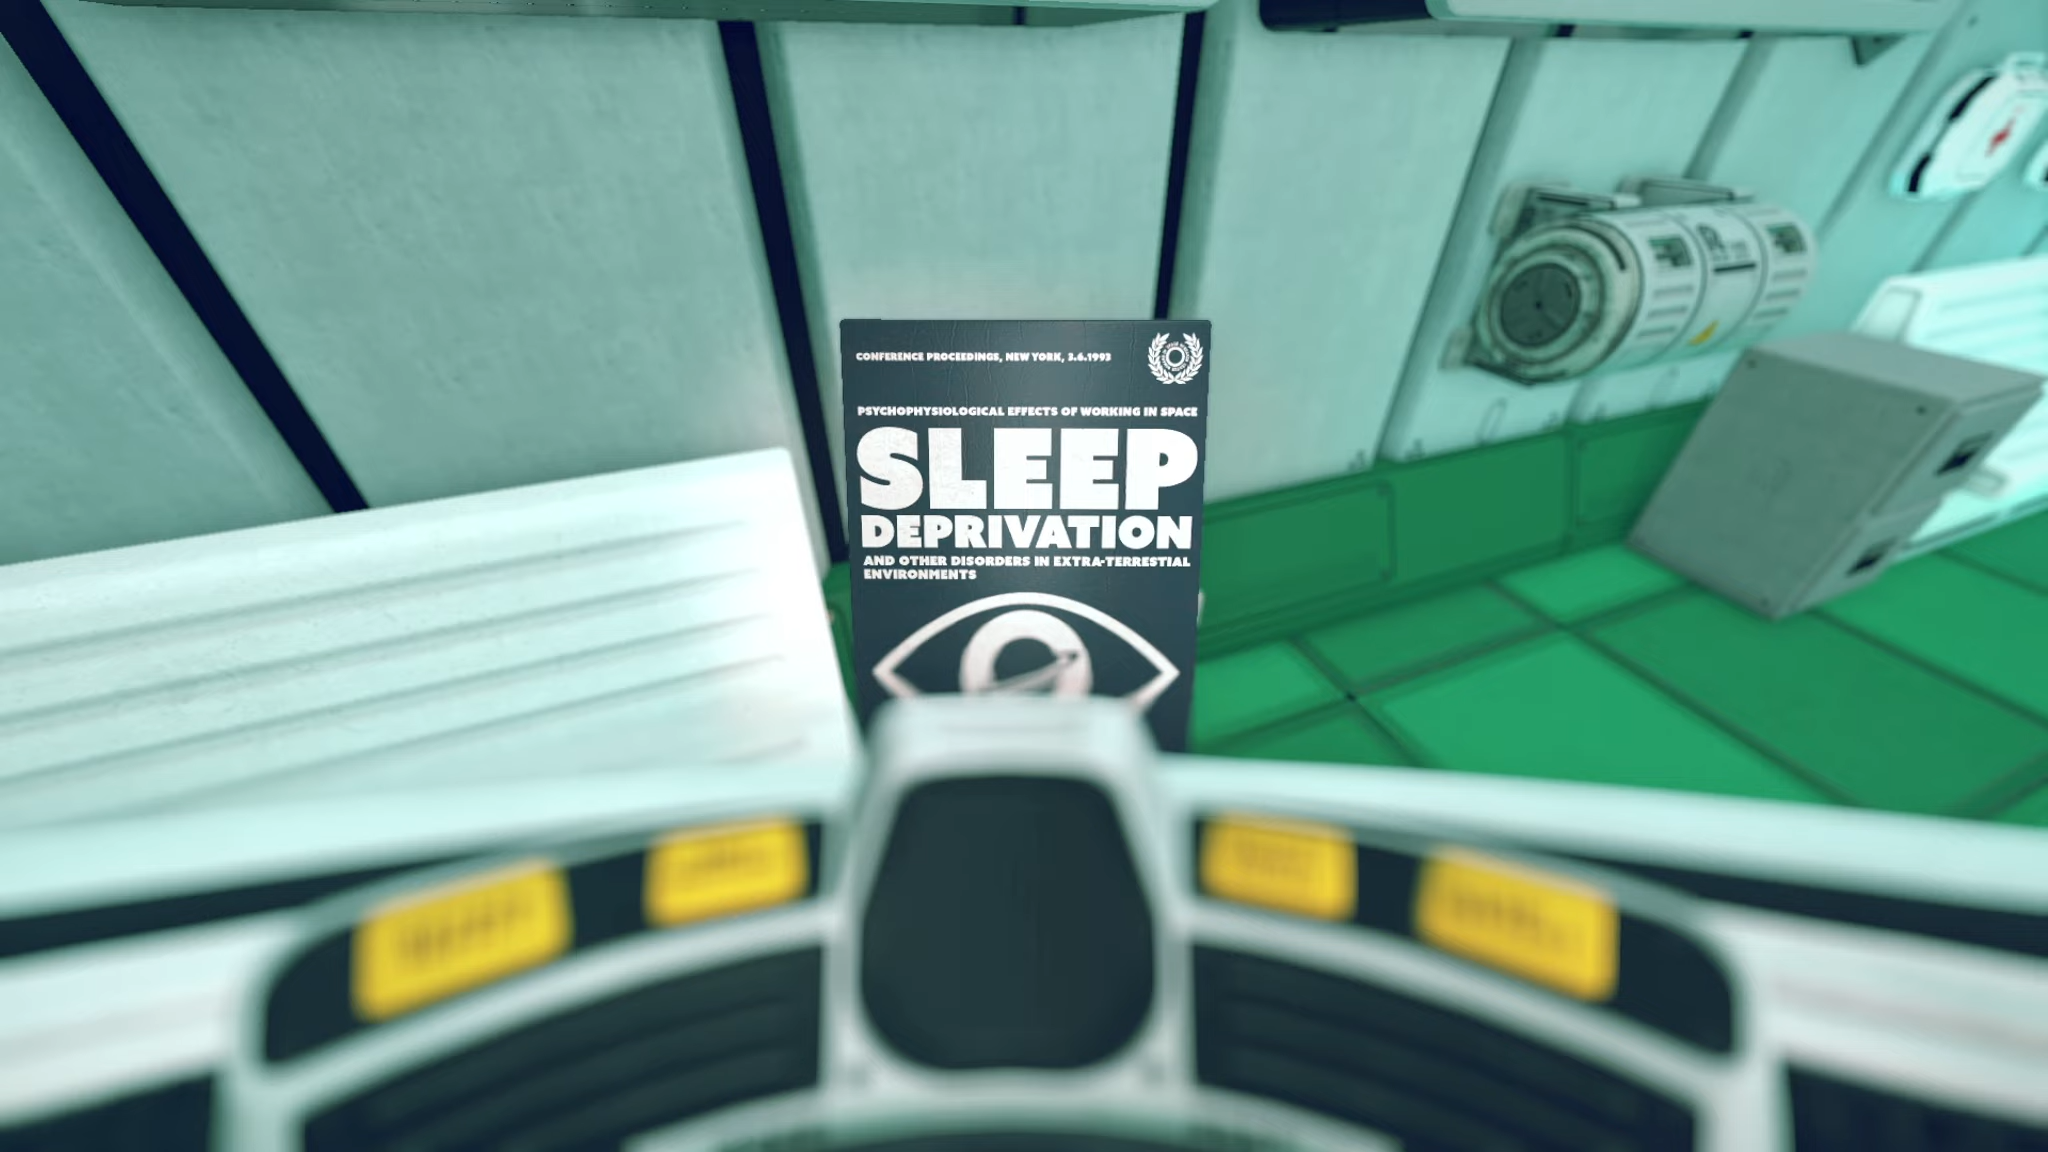 CONFERENCE PROCEEDINGS, NEW YORK, 3.6.1993
PSYCHOPHYSIOLOGICAL EFFECTS OF WORKING IN SPACE
SLEEP
DEPRIVATION
AND OTHER DISORDERS IN EXTRA-TERRESTIAL
ENVIRONMENTS